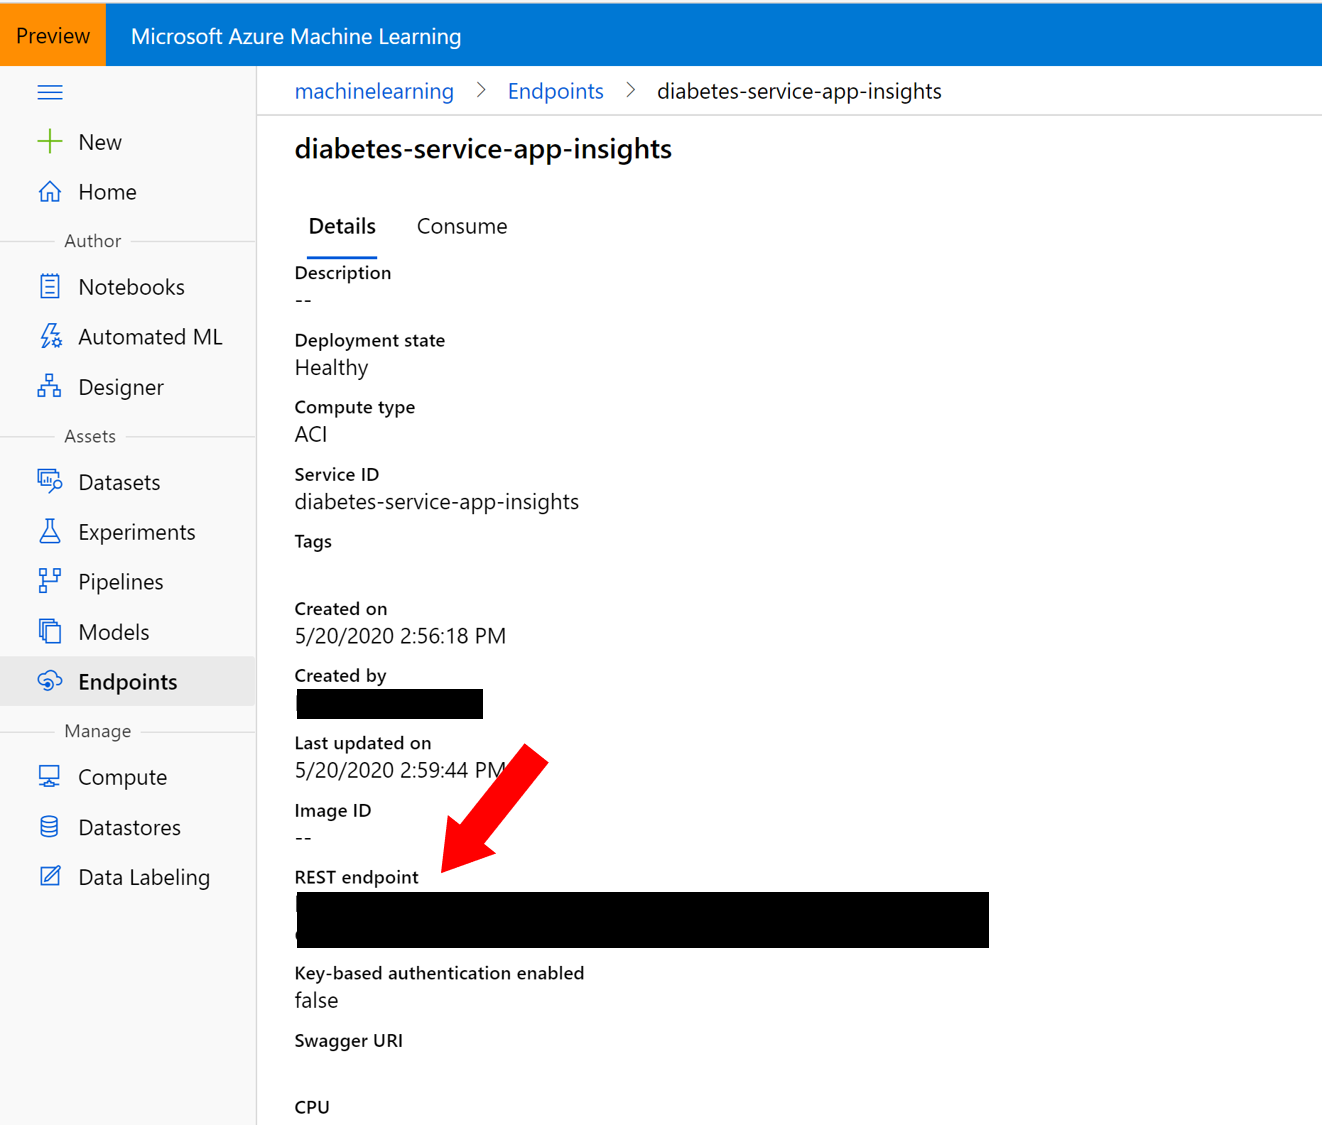 Preview
Microsoft Azure Machine Learning
machinelearning > Endpoints > diabetes-service-app-insights
New
Home
Author
Notebooks
Automated ML
Designer
Assets
Datasets
Experiments
Pipelines
Models
Endpoints
Manage
Compute
Datastores
Data Labeling
diabetes-service-app-insights
Details Consume
Description
--
Deployment state
Healthy
Compute type
ACI
Service ID
diabetes-service-app-insights
Tags
Created on
5/20/2020 2:56:18 PM
Created by
Last updated on
5/20/2020 2:59:44 PM
Image ID
--
REST endpoint
Key-based authentication enabled
false
Swagger URI
CPU